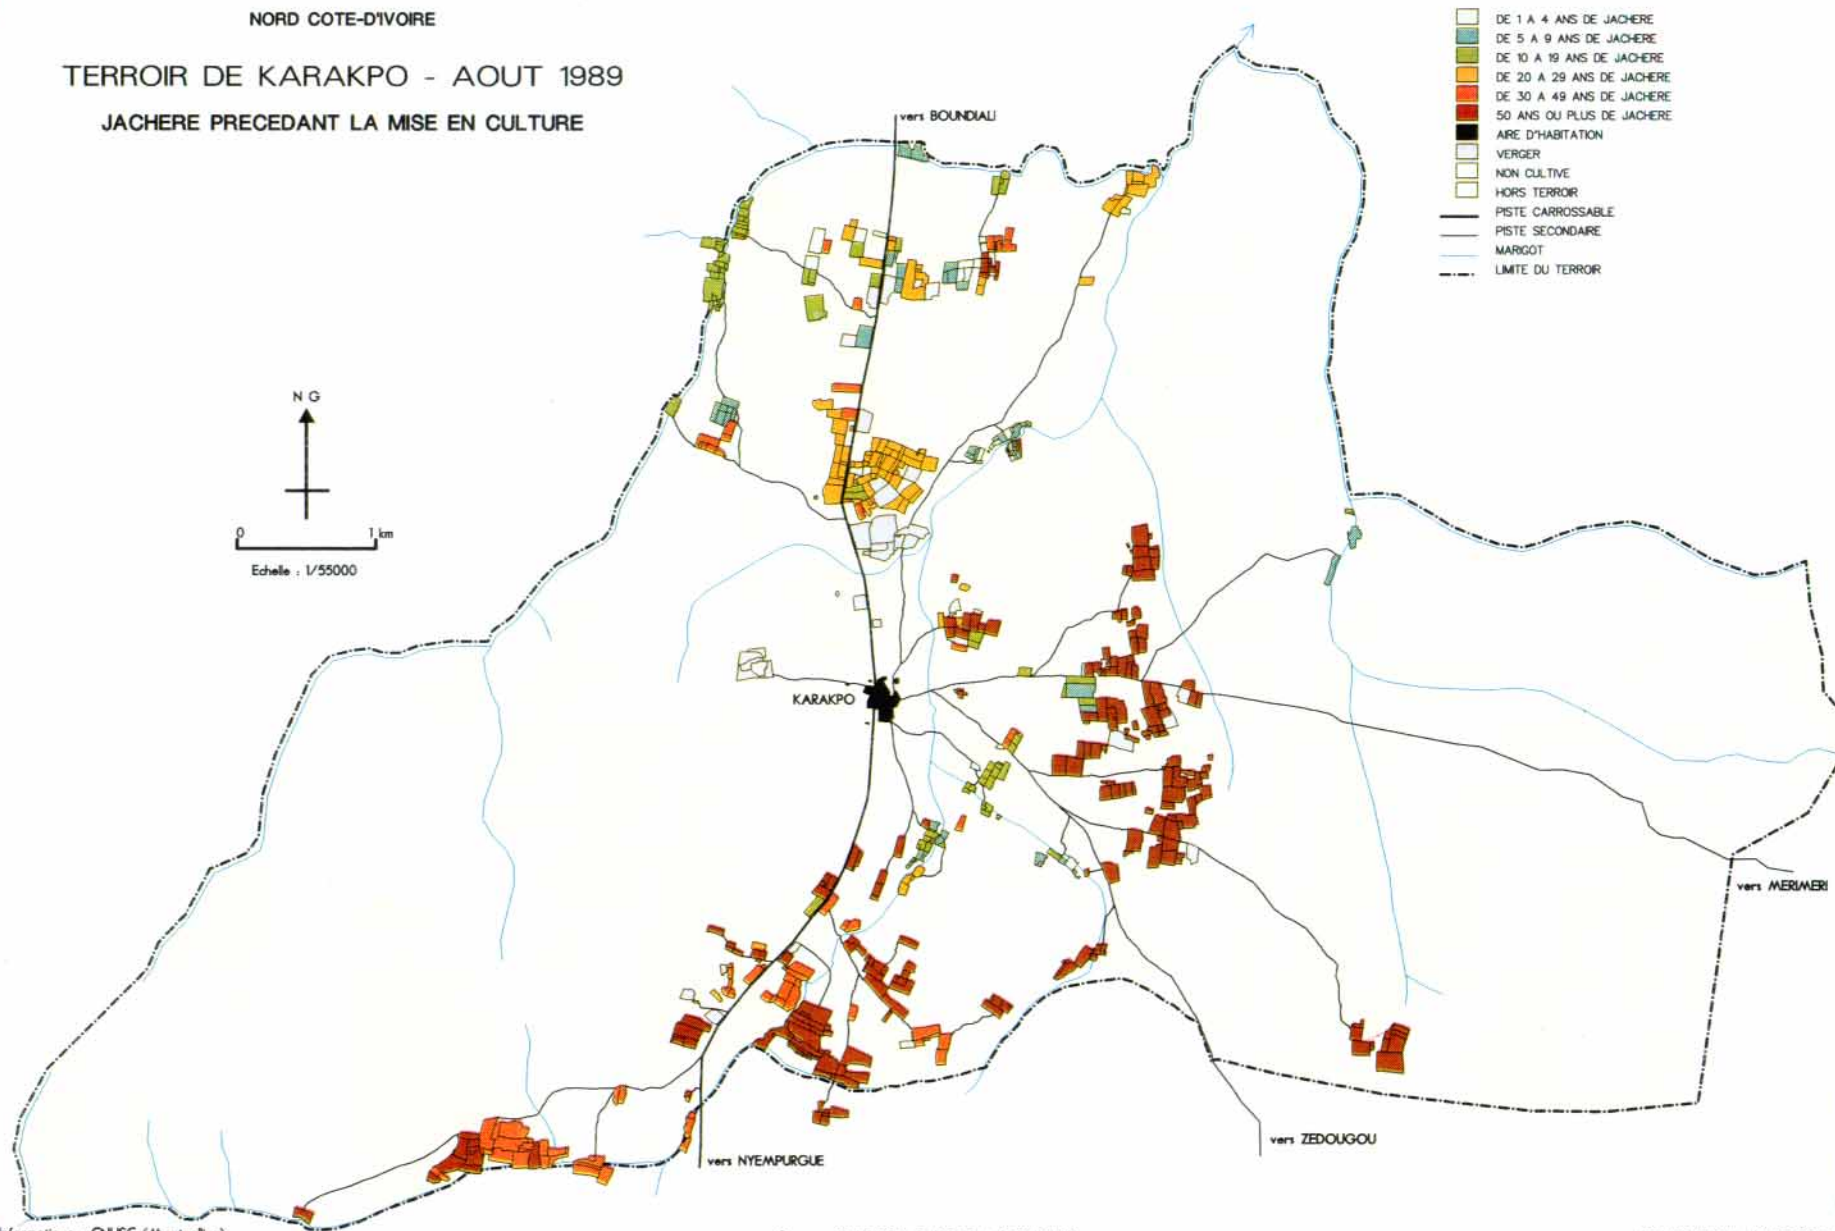 NORD COTE-D'IVOIRE
TERROIR DE KARAKPO - AOUT 1989
JACHERE PRECEDANT LA MISE EN CULTURE
DE 1 A 4 ANS DE JACHERE
DE 5 A 9 ANS DE JACHERE
DE 10 A 19 ANS DE JACHERE
DE 20 A 29 ANS DE JACHERE
DE 30 A 49 ANS DE JACHERE
50 ANS OU PLUS DE JACHERE
AIRE D'HABITATION
VERGER
NON CULTIVE
HORS TERROIR
PISTE CARROSSABLE
PISTE SECONDAIRE
MARIGOT
LIMITE DU TERROIR
vers BOUNDIALI
N G
0 1 km
Echelle : 1/55000
KARAKPO
vers MERIMERI
vers ZEDOUGOU
vers NYEMPURGUE